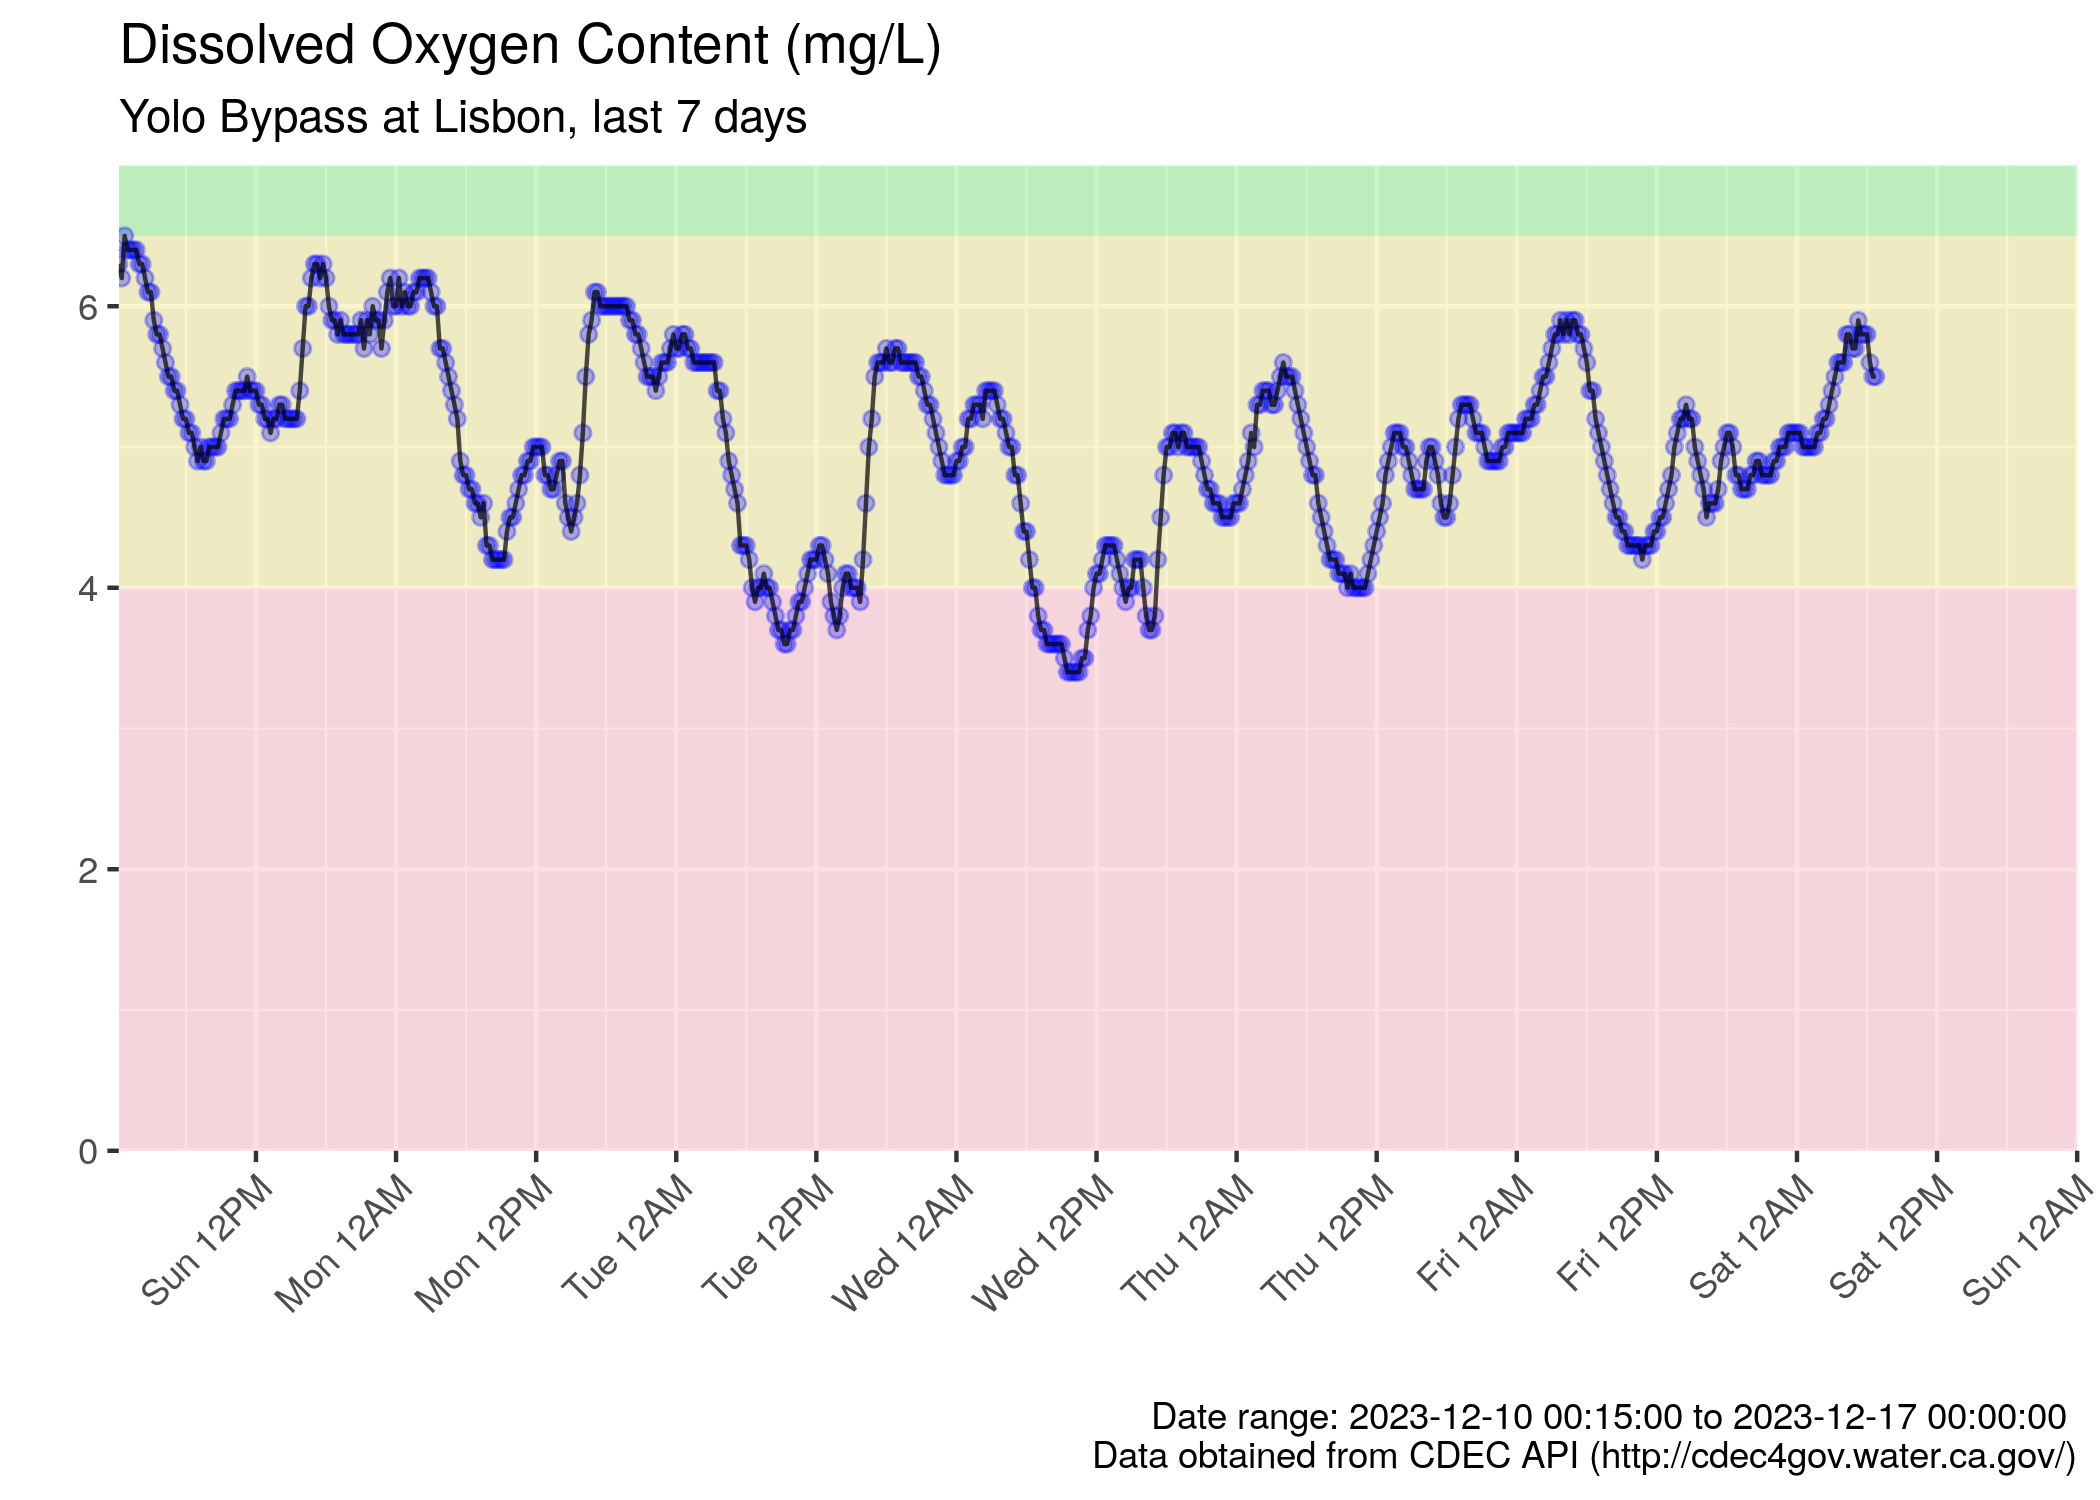 Dissolved Oxygen Content (mg/L)
Yolo Bypass at Lisbon, last 7 days
6
4
2
0
Sun 12PM
Mon 12AM
Mon 12PM
Tue 12AM
Tue 12PM
Wed 12AM
Wed 12PM
Thu 12AM
Thu 12PM
Fri 12AM
Fri 12PM
Sat 12AM
Sat 12PM
Sun 12AM
Date range: 2023-12-10 00:15:00 to 2023-12-17 00:00:00
Data obtained from CDEC API (http://cdec4gov.water.ca.gov/)